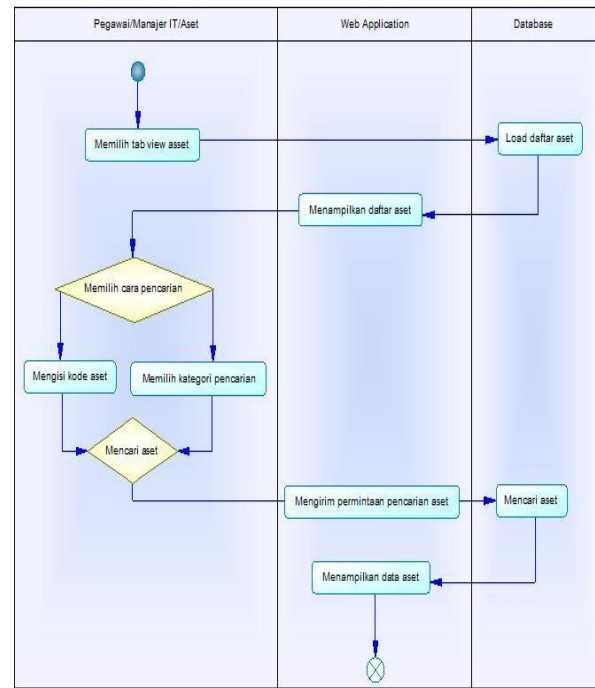 Pegawai/Manajer IT/Aset
Web Application
Database
Memilih tab view asset
Load daftar aset
Menampilkan daftar aset
Memilih cara pencarian
Mengisi kode aset
Memilih kategori pencarian
Mencari aset
Mengirim permintaan pencarian aset
Mencari aset
Menampilkan data aset